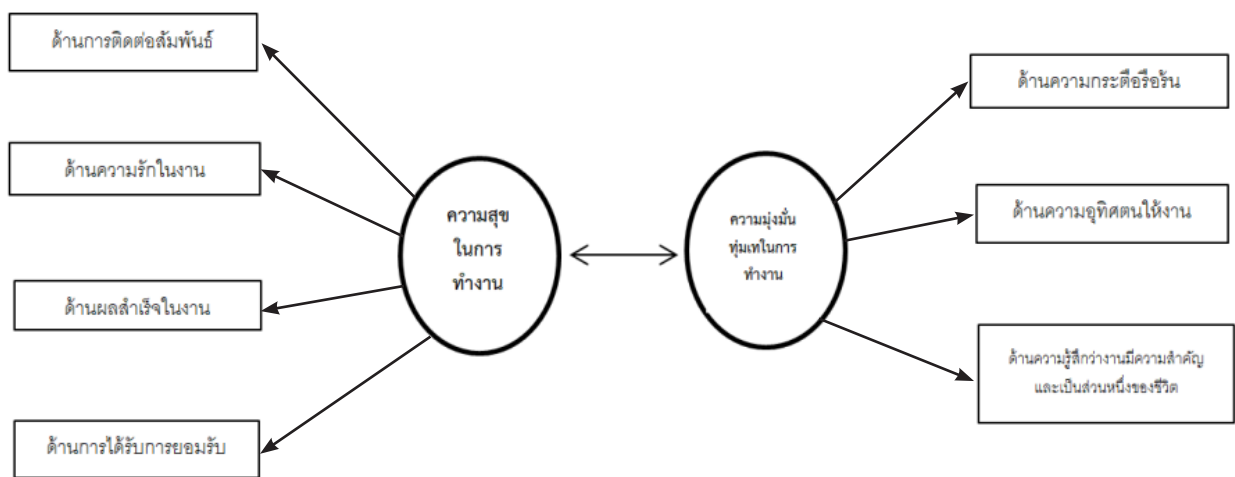 ด้านการติดต่อสัมพันธ์
ด้านความรักในงาน
ด้านผลสำเร็จในงาน
ด้านการได้รับการยอมรับ
ความสุข
ในการ
ทำงาน
ความมุ่งมั่น
ทุ่มเทในการ
ทำงาน
ด้านความกระตือรือร้น
ด้านความอุทิศตนให้งาน
ด้านความรู้สึกว่างานมีความสำคัญ
และเป็นส่วนหนึ่งของชีวิต